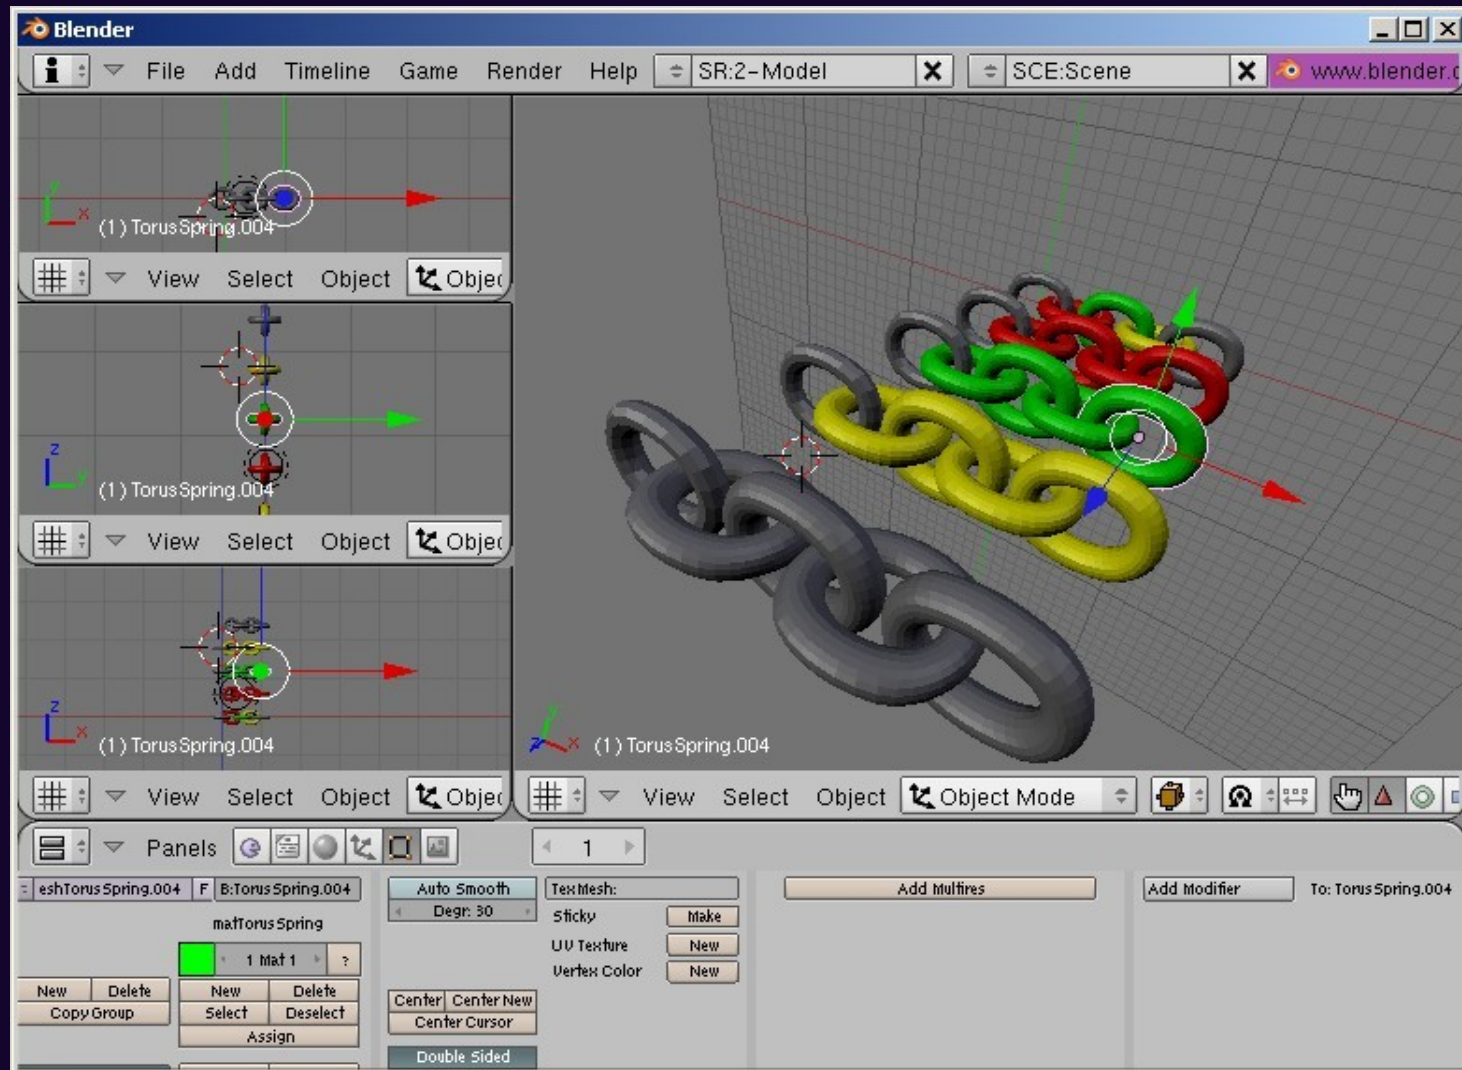 Blender
File Add Timeline Game Render Help SR:2-Model X SCE:Scene X www.blender.
y x
(1) TorusSpring.004
View Select Object Objec
z y
(1) TorusSpring.004
View Select Object Objec
z x
(1) TorusSpring.004
View Select Object Objec
y z x
(1) TorusSpring.004
View Select Object Object Mode
Panels 1
eshTorusSpring.004 F B:TorusSpring.004 Auto Smooth TexMesh: Add Multires Add Modifier To: TorusSpring.004
Degr: 30
matTorusSpring Sticky Make
1 Mat 1 ? UV Texture New
Vertex Color New
New Delete New Delete Center Center New
Copy Group Select Deselect Center Cursor
Assign
Double Sided